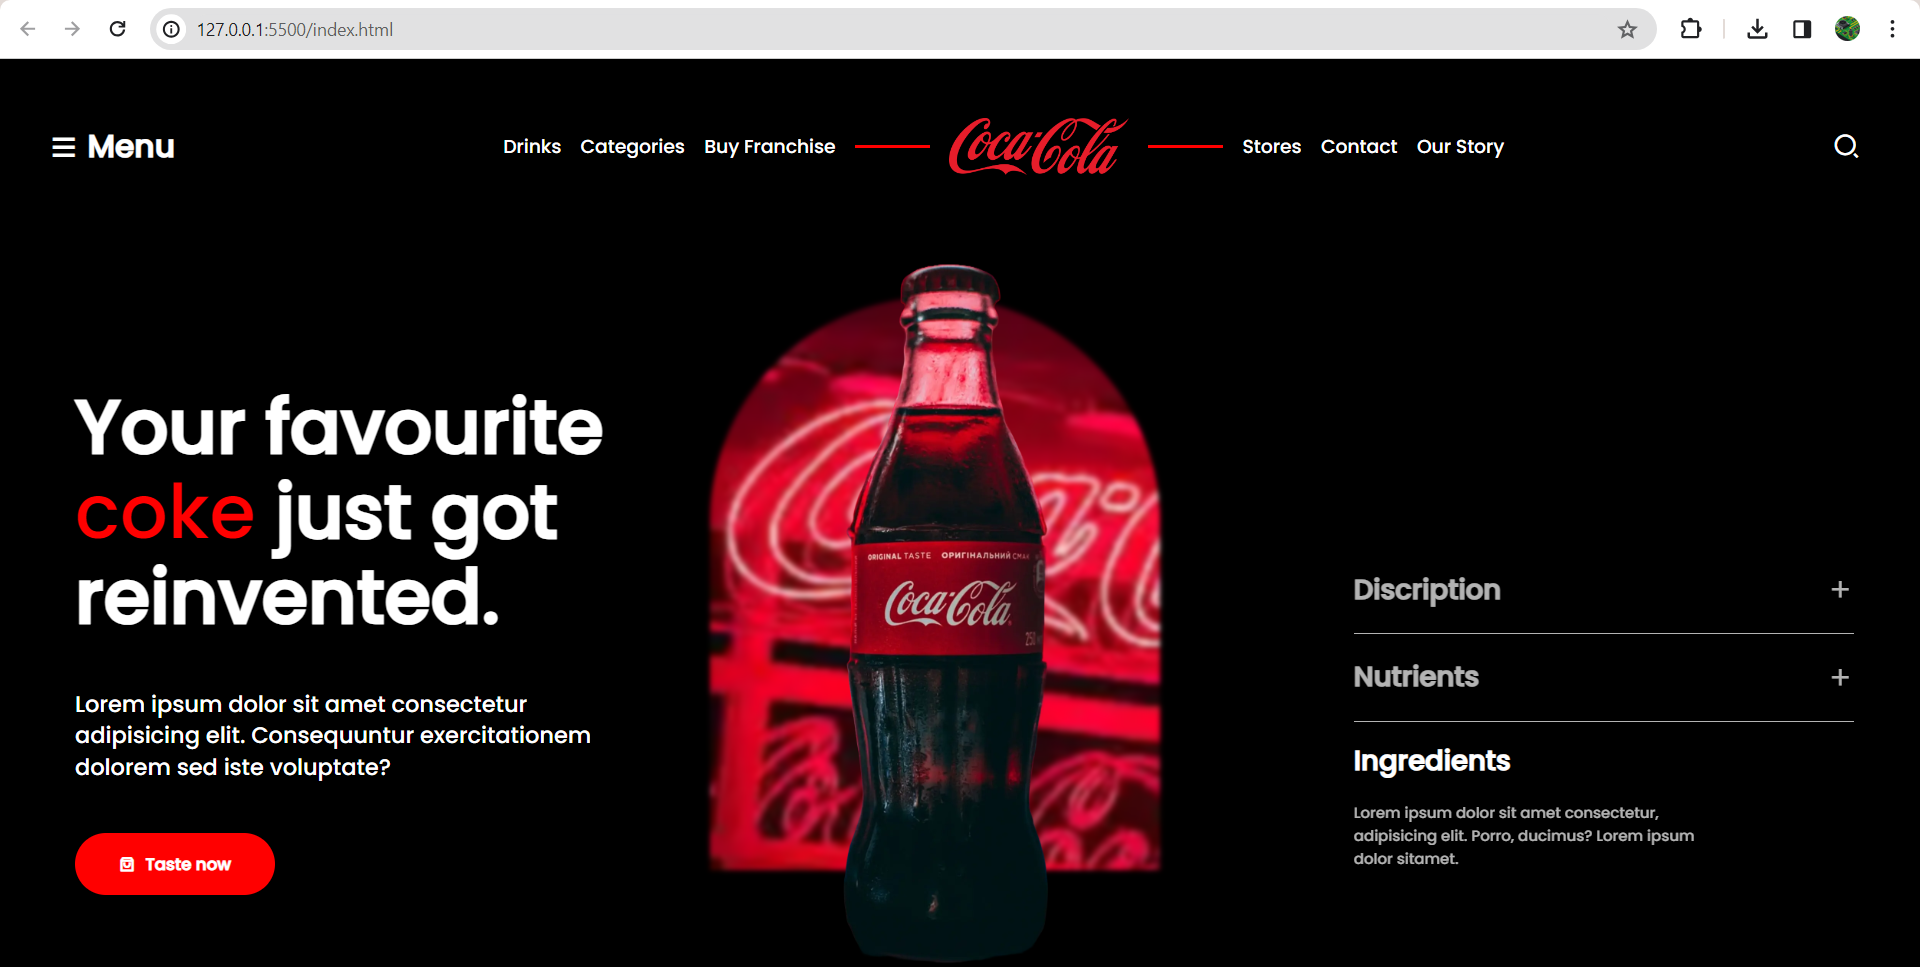 127.0.0.1:5500/index.html
Menu
Drinks Categories Buy Franchise Coca-Cola Stores Contact Our Story
Your favourite
coke just got
reinvented.
Lorem ipsum dolor sit amet consectetur
adipisicing elit. Consequuntur exercitationem
dolorem sed iste voluptate?
Taste now
ORIGINAL TASTE ОРИГІНАЛЬНИЙ СМАК
Coca-Cola
250
Discription
Nutrients
Ingredients
Lorem ipsum dolor sit amet consectetur,
adipisicing elit. Porro, ducimus? Lorem ipsum
dolor sitamet.